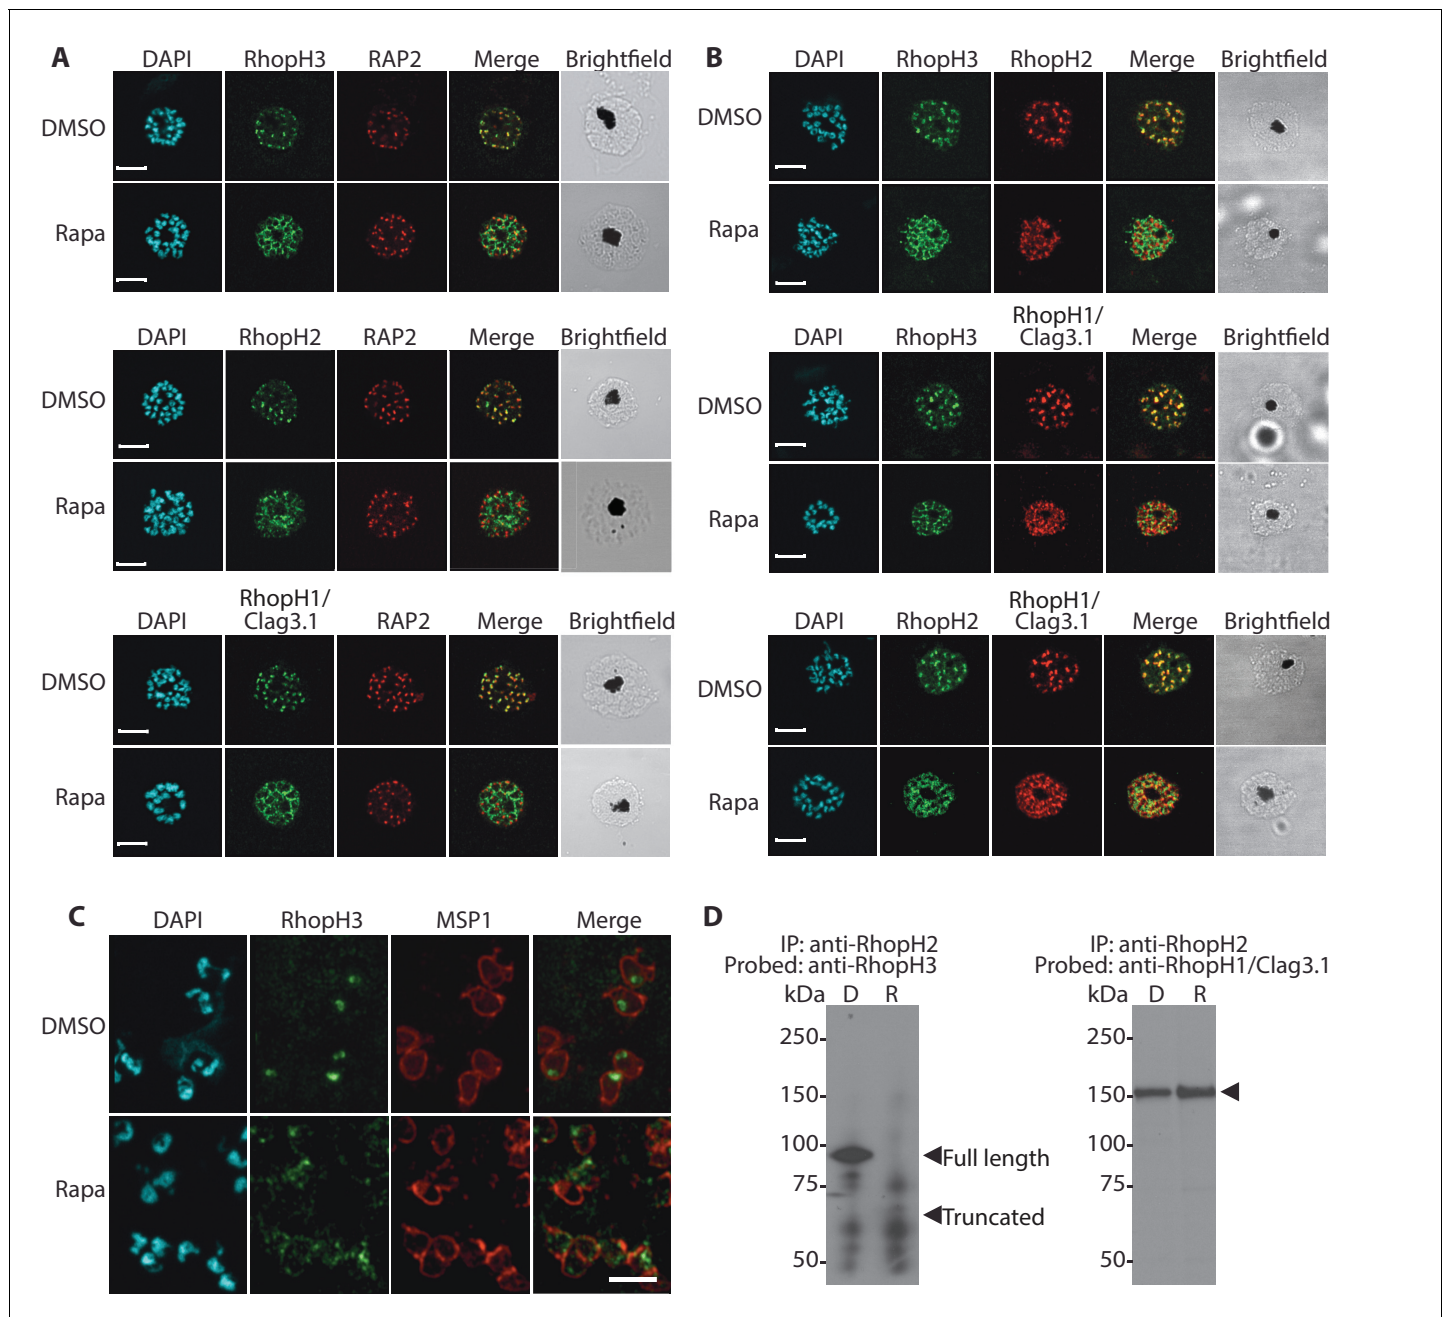 A
DAPI RhopH3 RAP2 Merge Brightfield
DMSO
Rapa
DAPI RhopH2 RAP2 Merge Brightfield
DMSO
Rapa
DAPI RhopH1/ Clag3.1 RAP2 Merge Brightfield
DMSO
Rapa
B
DAPI RhopH3 RhopH2 Merge Brightfield
DMSO
Rapa
DAPI RhopH3 RhopH1/ Clag3.1 Merge Brightfield
DMSO
Rapa
DAPI RhopH2 RhopH1/ Clag3.1 Merge Brightfield
DMSO
Rapa
C
DAPI RhopH3 MSP1 Merge
DMSO
Rapa
D
IP: anti-RhopH2
Probed: anti-RhopH3
kDa D R
250
150
100
75
50
Full length
Truncated
IP: anti-RhopH2
Probed: anti-RhopH1/Clag3.1
kDa D R
250
150
100
75
50